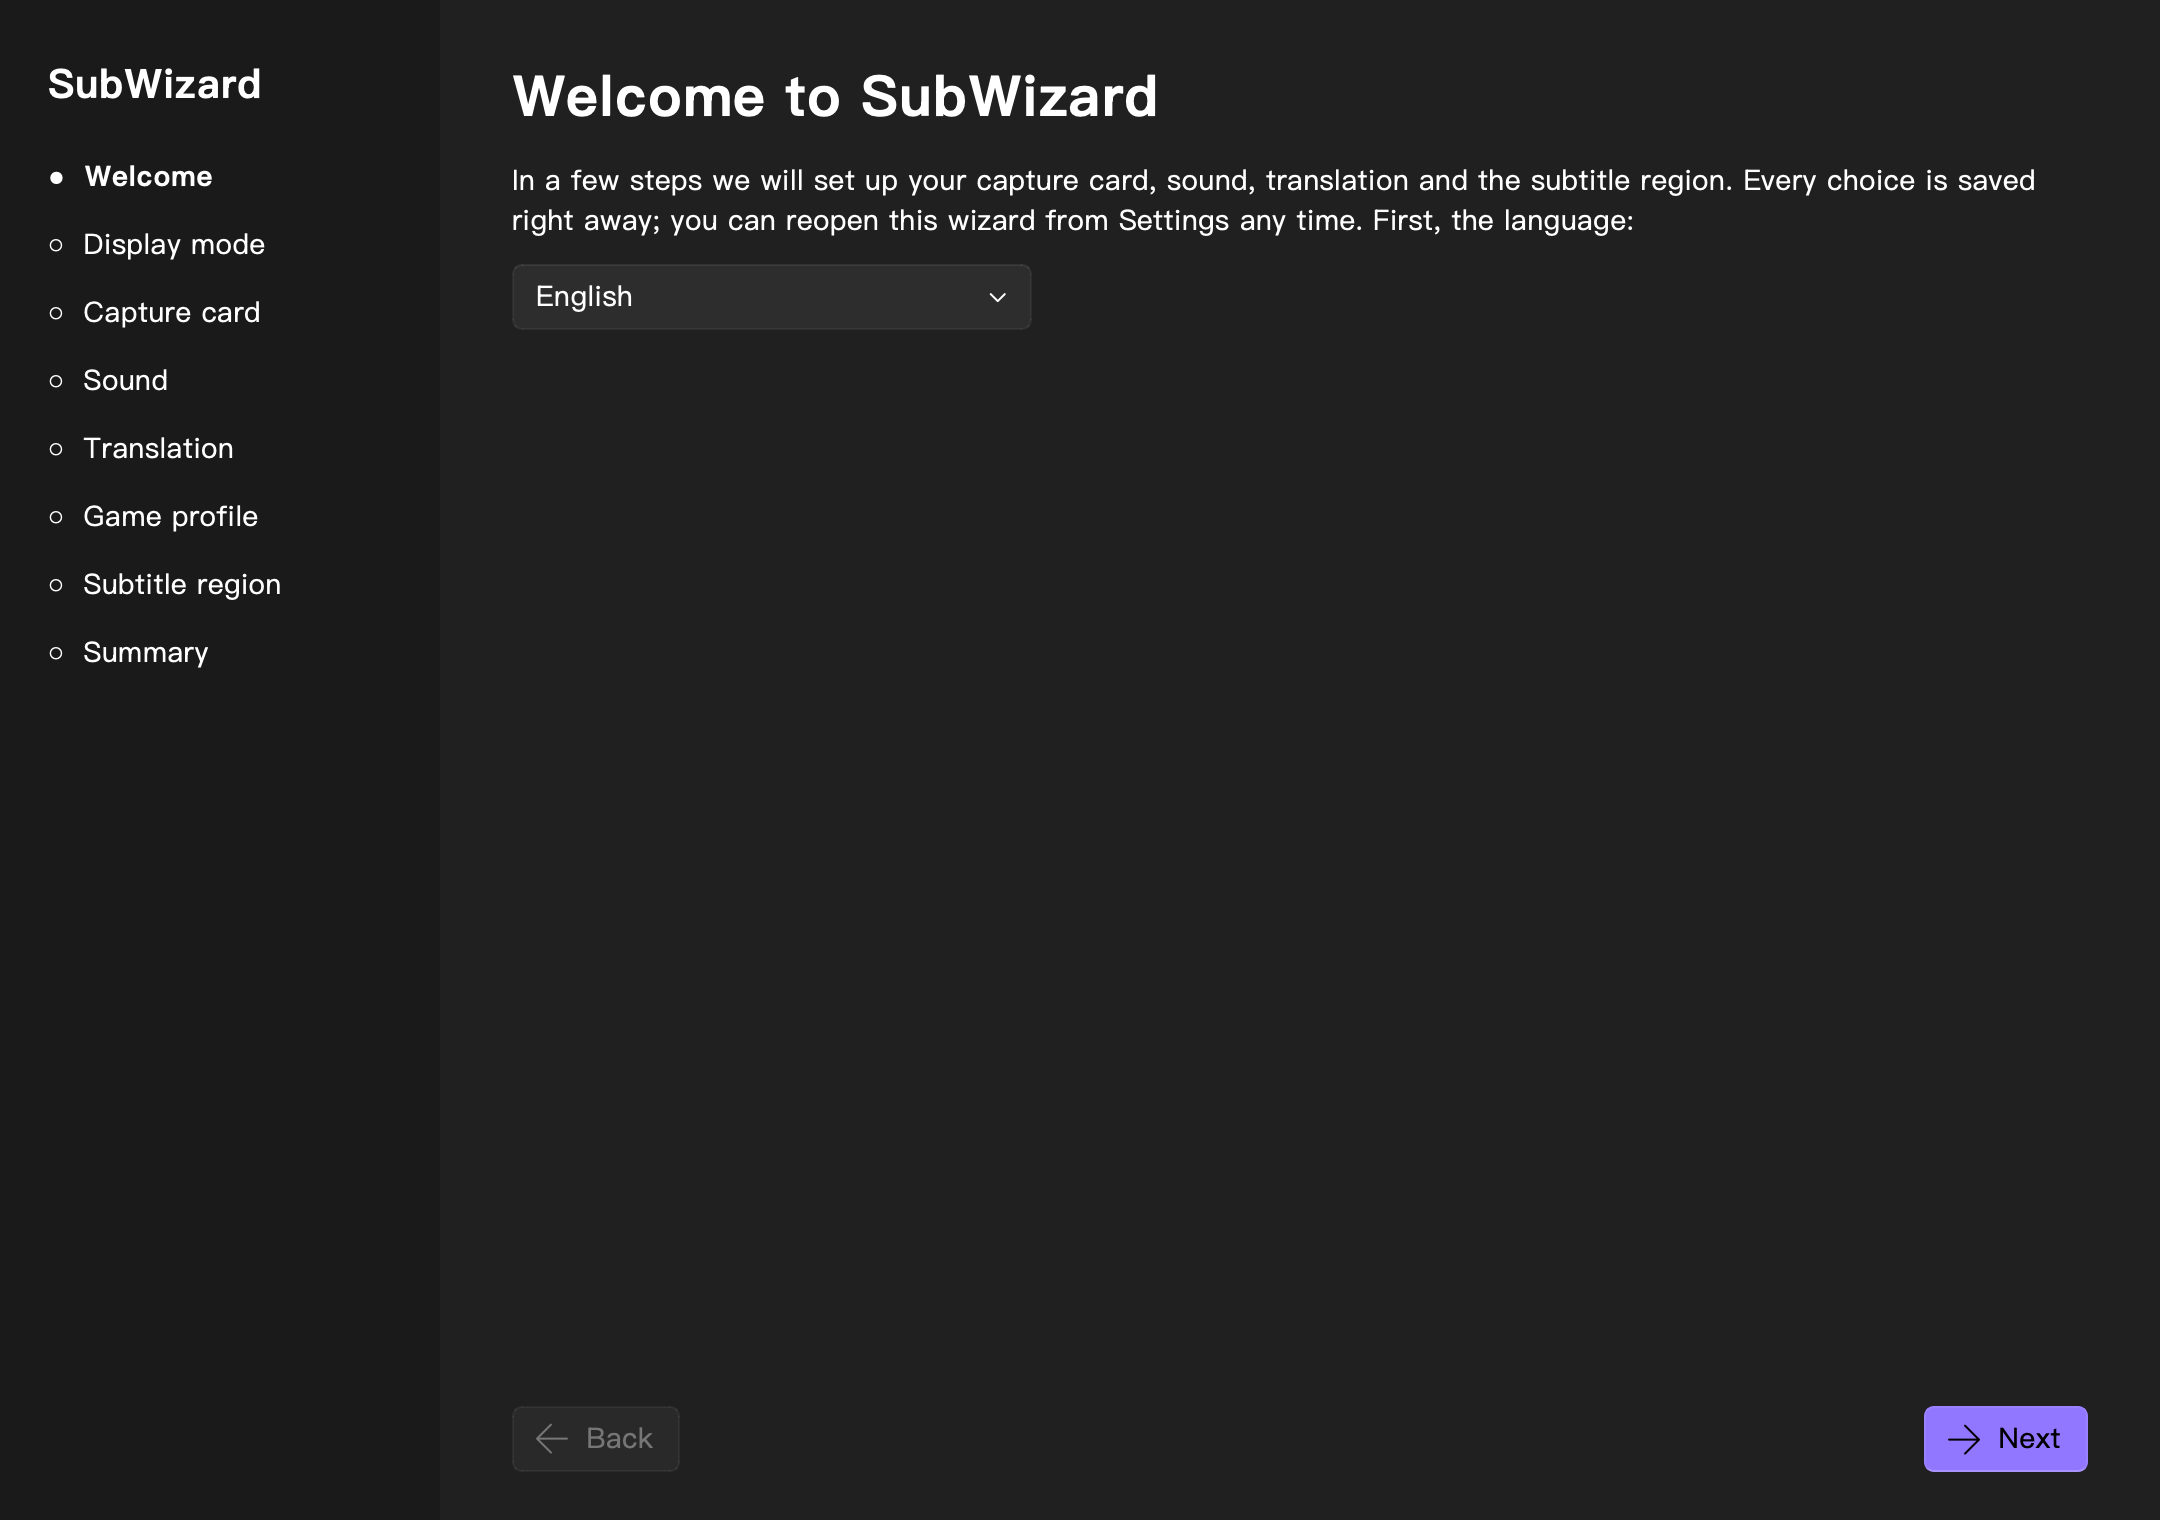 SubWizard
Welcome
Display mode
Capture card
Sound
Translation
Game profile
Subtitle region
Summary
Welcome to SubWizard
In a few steps we will set up your capture card, sound, translation and the subtitle region. Every choice is saved
right away; you can reopen this wizard from Settings any time. First, the language:
English
Back
Next